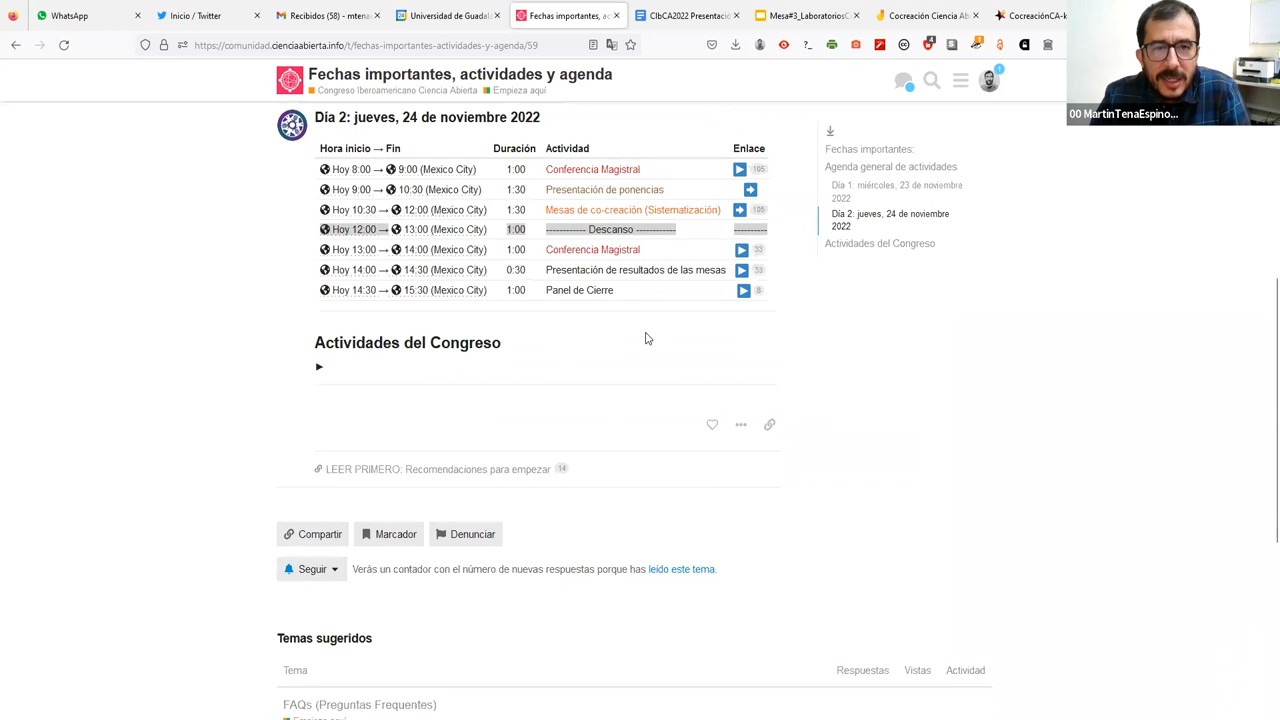 WhatsApp
Inicio / Twitter
Recibidos (58) - mtena
Universidad de Guadal
Fechas importantes, ac
CIbCA2022 Presentació
Mesa#3_LaboratoriosC
Cocreación Ciencia Ab
CocreaciónCA-k
https://comunidad.cienciaabierta.info/t/fechas-importantes-actividades-y-agenda/59
Fechas importantes, actividades y agenda
Congreso Iberoamericano Ciencia Abierta Empieza aquí
1
4
1
00 MartinTenaEspino...
Día 2: jueves, 24 de noviembre 2022
Hora inicio → Fin Duración Actividad Enlace
Hoy 8:00 → 9:00 (Mexico City) 1:00 Conferencia Magistral 105
Hoy 9:00 → 10:30 (Mexico City) 1:30 Presentación de ponencias
Hoy 10:30 → 12:00 (Mexico City) 1:30 Mesas de co-creación (Sistematización) 105
Hoy 12:00 → 13:00 (Mexico City) 1:00 ----------- Descanso ----------- ----------
Hoy 13:00 → 14:00 (Mexico City) 1:00 Conferencia Magistral 33
Hoy 14:00 → 14:30 (Mexico City) 0:30 Presentación de resultados de las mesas 33
Hoy 14:30 → 15:30 (Mexico City) 1:00 Panel de Cierre 8
Fechas importantes:
Agenda general de actividades
Día 1: miércoles, 23 de noviembre
2022
Día 2: jueves, 24 de noviembre
2022
Actividades del Congreso
Actividades del Congreso
LEER PRIMERO: Recomendaciones para empezar 14
Compartir
Marcador
Denunciar
Seguir
Verás un contador con el número de nuevas respuestas porque has leído este tema.
Temas sugeridos
Tema Respuestas Vistas Actividad
FAQs (Preguntas Frecuentes)
Empieza aquí